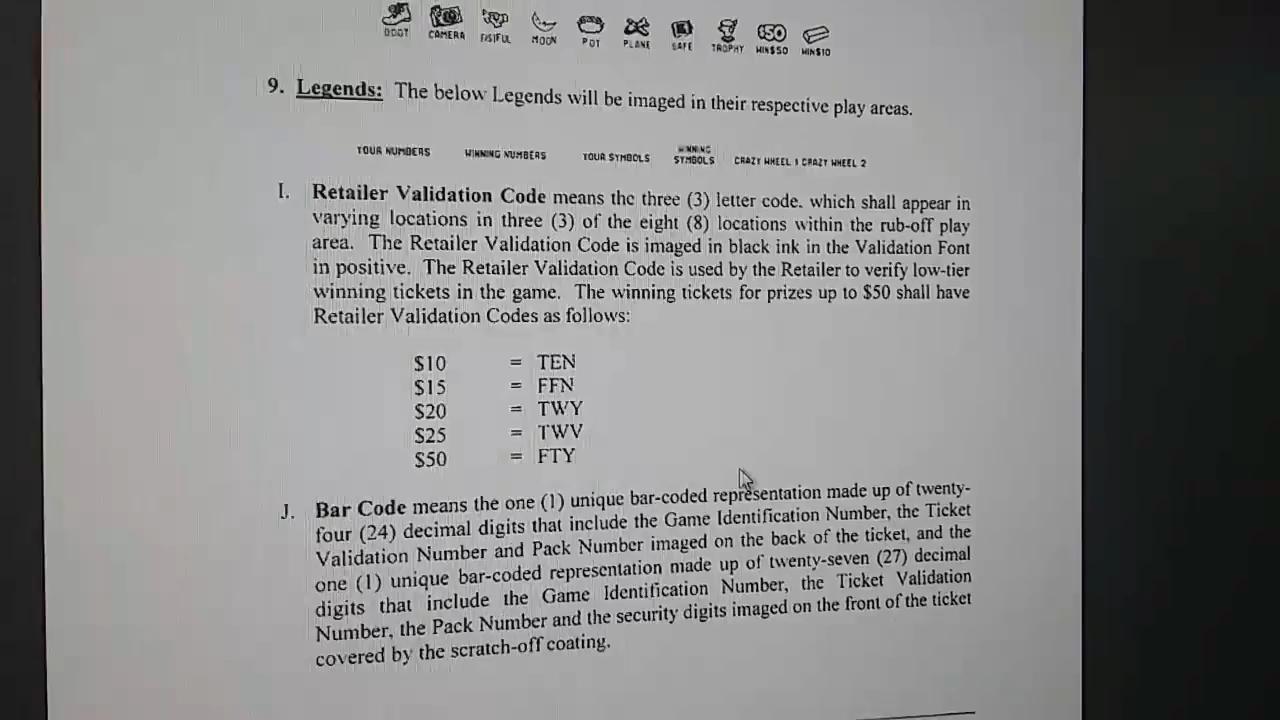 BOOT CAMERA FISTFUL MOON POT PLANE SAFE TROPHY $50 WIN$50 WIN$10
9. Legends: The below Legends will be imaged in their respective play areas.
YOUR NUMBERS WINNING NUMBERS YOUR SYMBOLS WINNING SYMBOLS CRAZY WHEEL 1 CRAZY WHEEL 2
I. Retailer Validation Code means the three (3) letter code, which shall appear in
varying locations in three (3) of the eight (8) locations within the rub-off play
area. The Retailer Validation Code is imaged in black ink in the Validation Font
in positive. The Retailer Validation Code is used by the Retailer to verify low-tier
winning tickets in the game. The winning tickets for prizes up to $50 shall have
Retailer Validation Codes as follows:
$10 = TEN
$15 = FFN
$20 = TWY
$25 = TWV
$50 = FTY
J. Bar Code means the one (1) unique bar-coded representation made up of twenty-
four (24) decimal digits that include the Game Identification Number, the Ticket
Validation Number and Pack Number imaged on the back of the ticket, and the
one (1) unique bar-coded representation made up of twenty-seven (27) decimal
digits that include the Game Identification Number, the Ticket Validation
Number, the Pack Number and the security digits imaged on the front of the ticket
covered by the scratch-off coating.